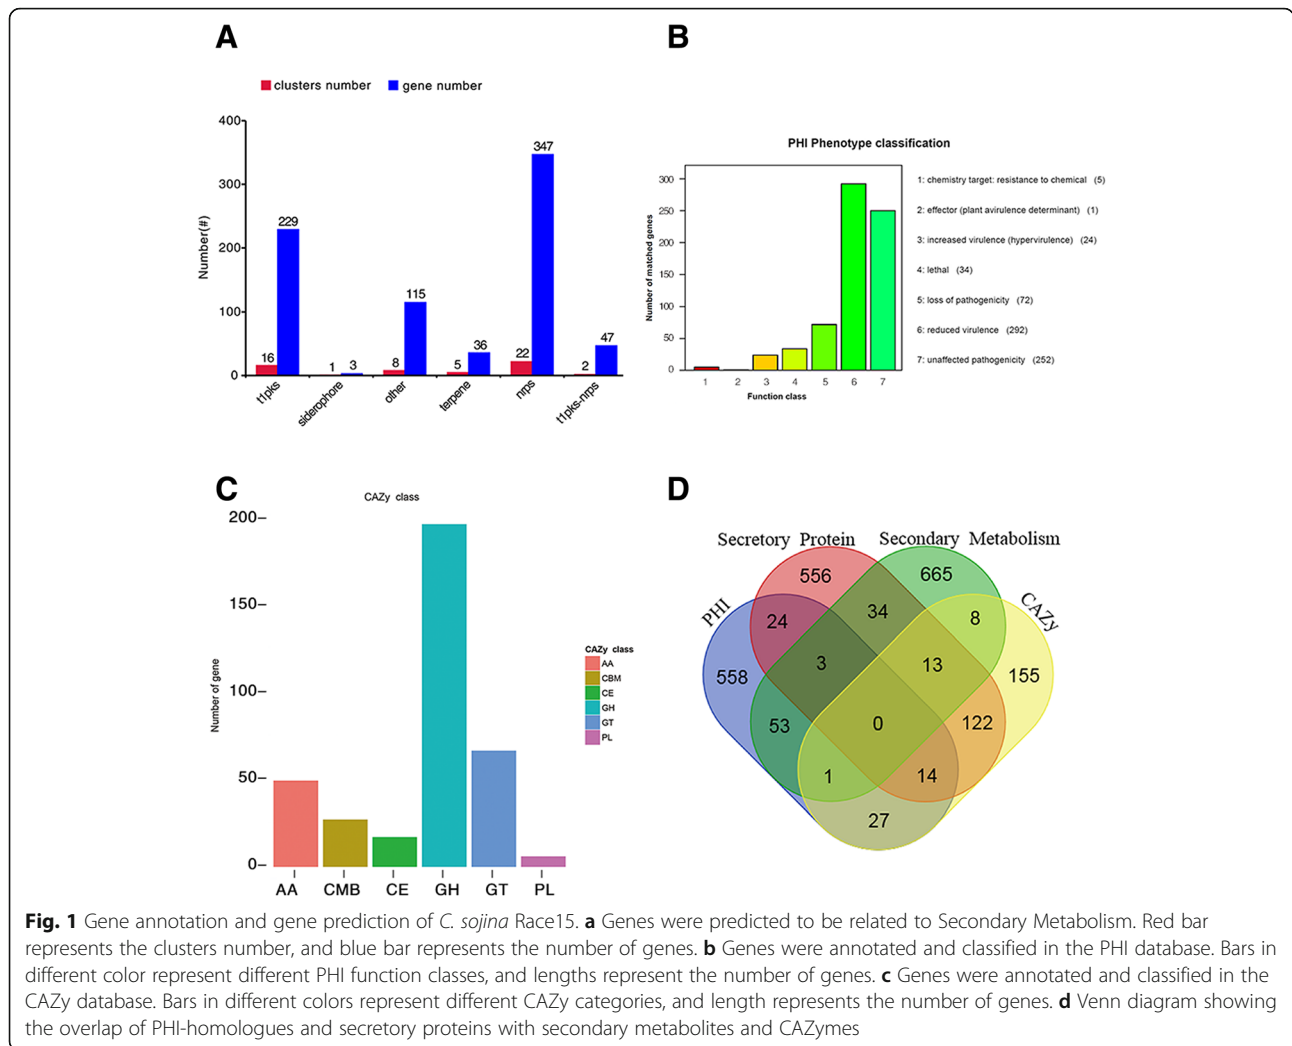 A
clusters number gene number
Number(#)
400
300
200
100
0
16 229
1 3
8 115
5 36
22 347
2 47
t1pks siderophore other terpene nrps t1pks-nrps
B
PHI Phenotype classification
Number of matched genes
300
250
200
150
100
50
0
1 2 3 4 5 6 7
Function class
1: chemistry target: resistance to chemical (5)
2: effector (plant avirulence determinant) (1)
3: increased virulence (hypervirulence) (24)
4: lethal (34)
5: loss of pathogenicity (72)
6: reduced virulence (292)
7: unaffected pathogenicity (252)
C
CAZy class
Number of gene
200
150
100
50
0
AA CMB CE GH GT PL
CAZy class
AA
CBM
CE
GH
GT
PL
D
Secretory Protein Secondary Metabolism
PHI CAZy
556 665
24 34 8
558 3 13 155
53 0 122
1 14
27
Fig. 1 Gene annotation and gene prediction of C. sojina Race15. a Genes were predicted to be related to Secondary Metabolism. Red bar
represents the clusters number, and blue bar represents the number of genes. b Genes were annotated and classified in the PHI database. Bars in
different color represent different PHI function classes, and lengths represent the number of genes. c Genes were annotated and classified in the
CAZy database. Bars in different colors represent different CAZy categories, and length represents the number of genes. d Venn diagram showing
the overlap of PHI-homologues and secretory proteins with secondary metabolites and CAZymes